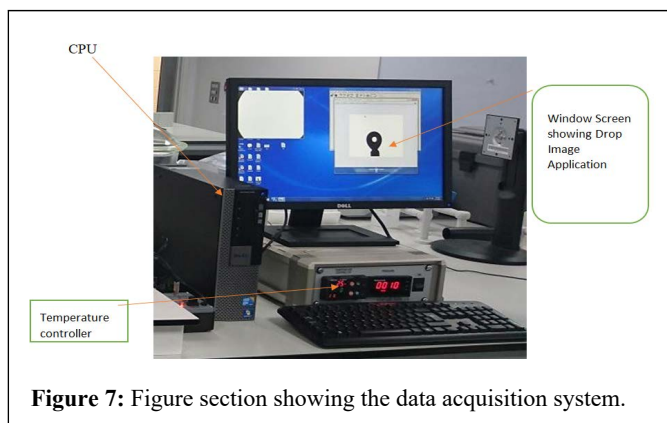 CPU
Window Screen
showing Drop
Image
Application
DELL
0010
Temperature
controller
Figure 7: Figure section showing the data acquisition system.